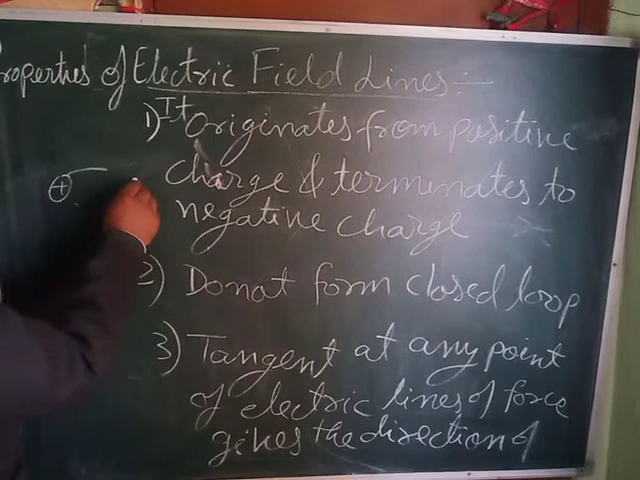 Properties of Electric Field Lines :-
1) It Originates from positive
charge & terminates to
negative charge
2) Donot form closed loop
3) Tangent at any point
of electric lines of force
gives the direction of
+